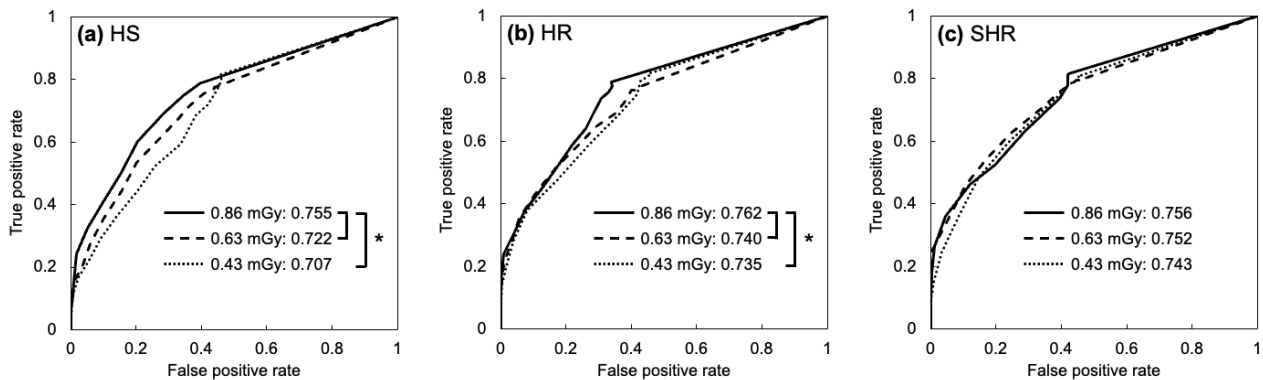 (a) HS
True positive rate
1
0.8
0.6
0.4
0.2
0
0.86 mGy: 0.755
0.63 mGy: 0.722
0.43 mGy: 0.707
*
0 0.2 0.4 0.6 0.8 1
False positive rate
(b) HR
True positive rate
1
0.8
0.6
0.4
0.2
0
0.86 mGy: 0.762
0.63 mGy: 0.740
0.43 mGy: 0.735
*
0 0.2 0.4 0.6 0.8 1
False positive rate
(c) SHR
True positive rate
1
0.8
0.6
0.4
0.2
0
0.86 mGy: 0.756
0.63 mGy: 0.752
0.43 mGy: 0.743
0 0.2 0.4 0.6 0.8 1
False positive rate